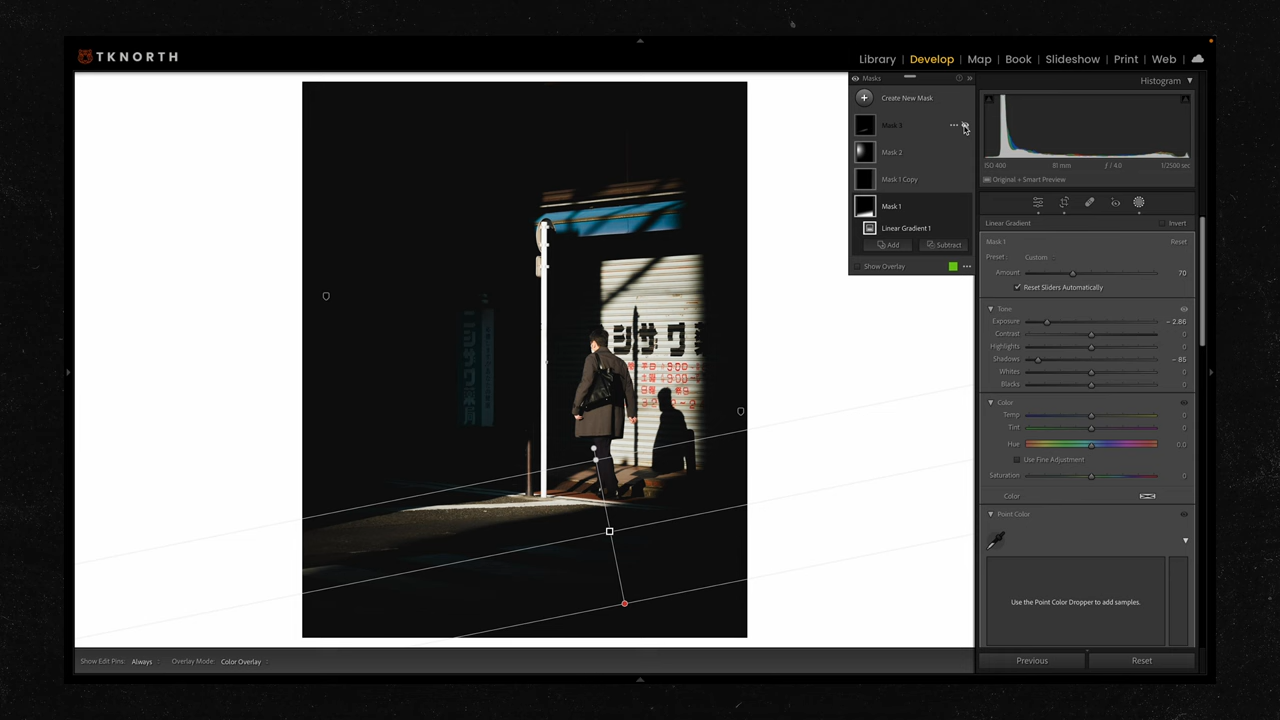 TKNORTH
Library | Develop | Map | Book | Slideshow | Print | Web
Masks
Histogram
Create New Mask
Mask 3
Mask 2
Mask 1 Copy
Mask 1
Linear Gradient 1
Add
Subtract
Show Overlay
ISO 400
f / 4.0
1/2500 sec
Original + Smart Preview
Linear Gradient
Invert
Mask 1
Reset
Preset :
Custom
Amount
70
Reset Sliders Automatically
Tone
Exposure
– 2.86
Contrast
0
Highlights
0
Shadows
– 85
Whites
0
Blacks
0
Color
Temp
0
Tint
0
Hue
0.0
Use Fine Adjustment
Saturation
0
Color
Point Color
Use the Point Color Dropper to add samples.
Previous
Reset
シサワ
Show Edit Pins:
Always
Overlay Mode:
Color Overlay